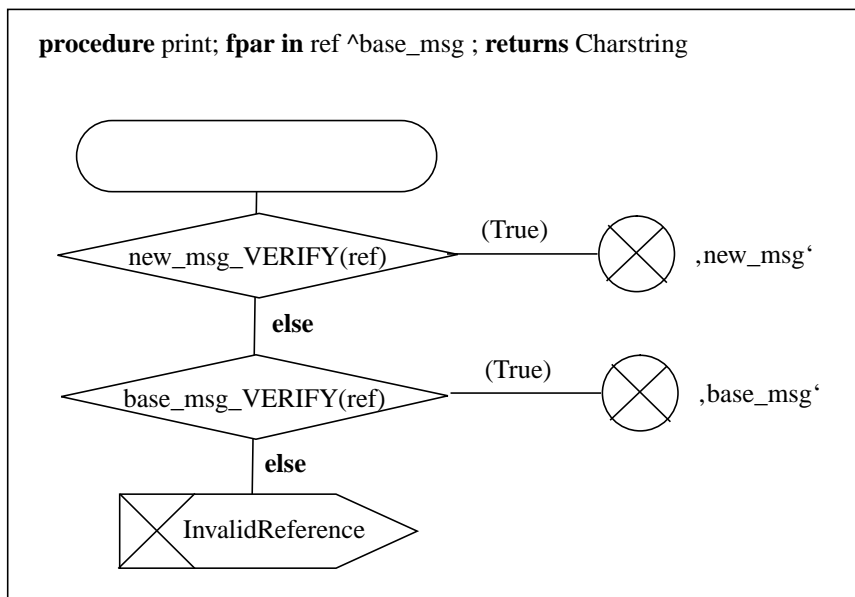 procedure print; fpar in ref ^base_msg ; returns Charstring
new_msg_VERIFY(ref)
(True)
‚new_msg‘
else
base_msg_VERIFY(ref)
(True)
‚base_msg‘
else
InvalidReference